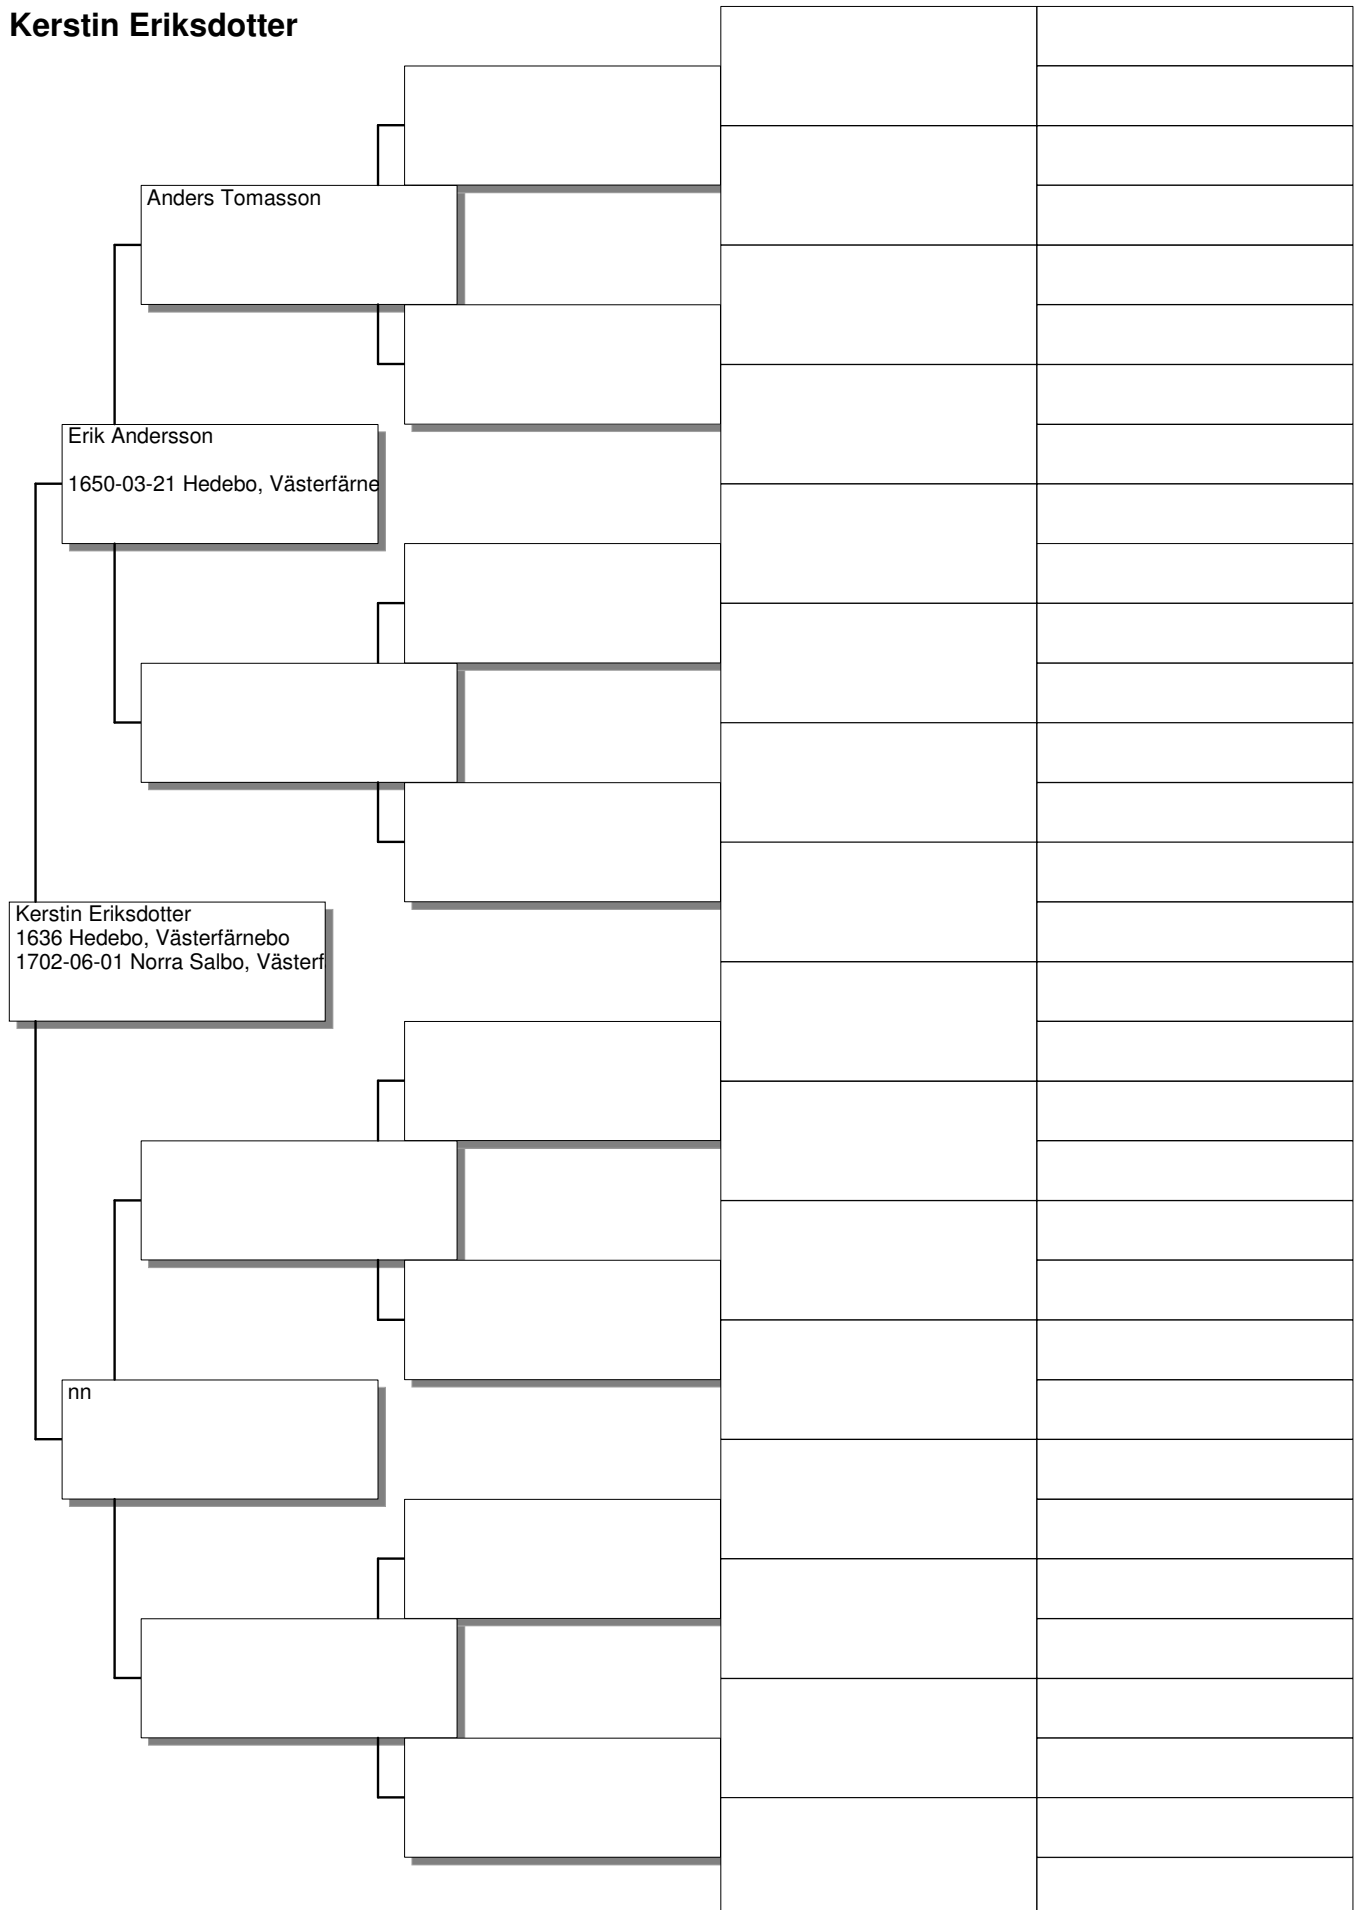 Kerstin Eriksdotter
Anders Tomasson
Erik Andersson
1650-03-21 Hedebo, Västerfärne
Kerstin Eriksdotter
1636 Hedebo, Västerfärnebo
1702-06-01 Norra Salbo, Västerf
nn